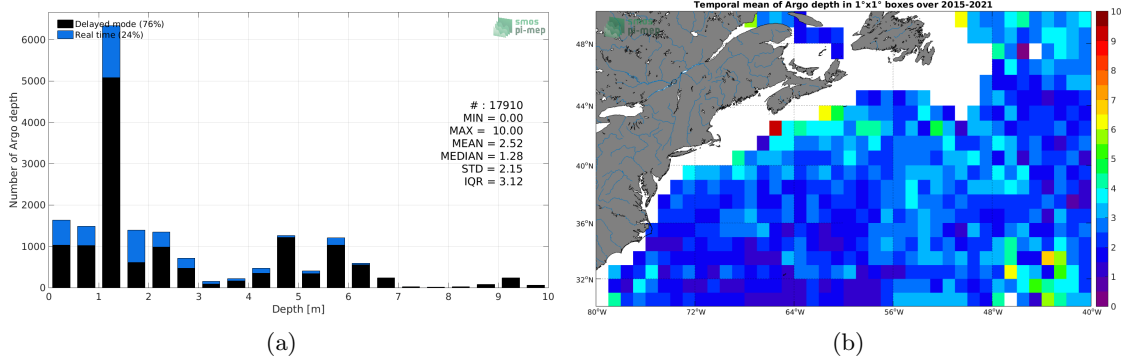 Delayed mode (76%)
Real time (24%)
smos
pi-mep
# : 17910
MIN = 0.00
MAX = 10.00
MEAN = 2.52
MEDIAN = 1.28
STD = 2.15
IQR = 3.12
Number of Argo depth
6000
5000
4000
3000
2000
1000
0
0 1 2 3 4 5 6 7 8 9 10
Depth [m]
(a)
Temporal mean of Argo depth in 1°x1° boxes over 2015-2021
smos
pi-mep
48°N
44°N
40°N
36°N
32°N
80°W 72°W 64°W 56°W 48°W 40°W
10
9
8
7
6
5
4
3
2
1
0
(b)